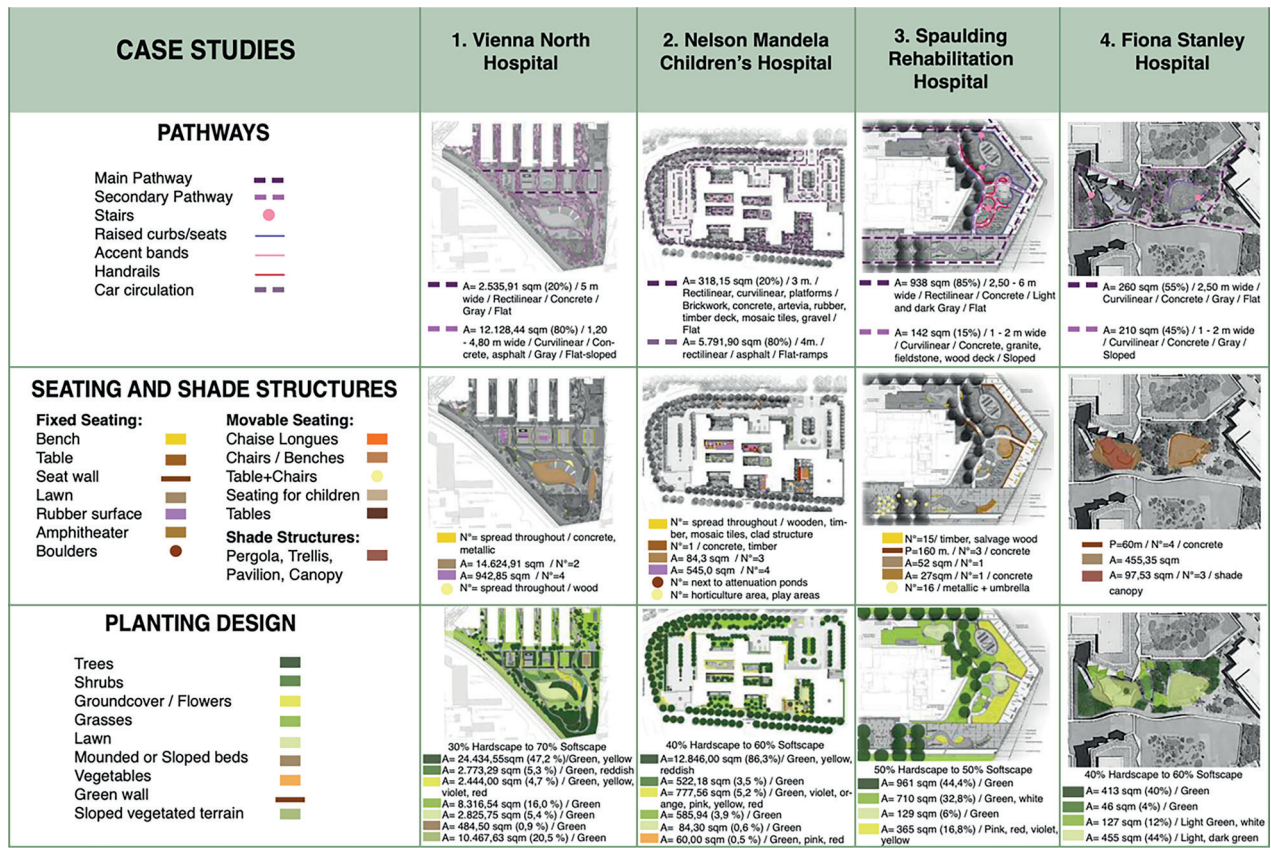 CASE STUDIES
1. Vienna North
Hospital
2. Nelson Mandela
Children's Hospital
3. Spaulding
Rehabilitation
Hospital
4. Fiona Stanley
Hospital
PATHWAYS
Main Pathway
Secondary Pathway
Stairs
Raised curbs/seats
Accent bands
Handrails
Car circulation
A= 2.535,91 sqm (20%) / 5 m
wide / Rectilinear / Concrete /
Gray / Flat
A= 12.128,44 sqm (80%) / 1,20
- 4,80 m wide / Curvilinear / Con-
crete, asphalt / Gray / Flat-sloped
A= 318,15 sqm (20%) / 3 m. /
Rectilinear, curvilinear, platforms /
Brickwork, concrete, artevia, rubber,
timber deck, mosaic tiles, gravel /
Flat
A= 5.791,90 sqm (80%) / 4m. /
rectilinear / asphalt / Flat-ramps
A= 938 sqm (85%) / 2,50 - 6 m
wide / Rectilinear / Concrete / Light
and dark Gray / Flat
A= 142 sqm (15%) / 1 - 2 m wide
/ Curvilinear / Concrete, granite,
fieldstone, wood deck / Sloped
A= 260 sqm (55%) / 2,50 m wide /
Curvilinear / Concrete / Gray / Flat
A= 210 sqm (45%) / 1 - 2 m wide
/ Curvilinear / Concrete / Gray /
Sloped
SEATING AND SHADE STRUCTURES
Fixed Seating:
Bench
Table
Seat wall
Lawn
Rubber surface
Amphitheater
Boulders
Movable Seating:
Chaise Longues
Chairs / Benches
Table+Chairs
Seating for children
Tables
Shade Structures:
Pergola, Trellis,
Pavilion, Canopy
N°= spread throughout / concrete,
metallic
A= 14.624,91 sqm / N°=2
A= 942,85 sqm / N°=4
N°= spread throughout / wood
N°= spread throughout / wooden, tim-
ber, mosaic tiles, clad structure
N°=1 / concrete, timber
A= 84,3 sqm / N°=3
A= 545,0 sqm / N°=4
N°= next to attenuation ponds
N°= horticulture area, play areas
N°=15/ timber, salvage wood
P=160 m. / N°=3 / concrete
A=52 sqm / N°=1
A= 27sqm / N°=1 / concrete
N°=16 / metallic + umbrella
P=60m / N°=4 / concrete
A= 455,35 sqm
A= 97,53 sqm / N°=3 / shade
canopy
PLANTING DESIGN
Trees
Shrubs
Groundcover / Flowers
Grasses
Lawn
Mounded or Sloped beds
Vegetables
Green wall
Sloped vegetated terrain
30% Hardscape to 70% Softscape
A= 24.434,55sqm (47,2 %)/Green, yellow
A= 2.773,29 sqm (5,3 %) / Green, reddish
A= 2.444,00 sqm (4,7 %) / Green, yellow,
violet, red
A= 8.316,54 sqm (16,0 %) / Green
A= 2.825,75 sqm (5,4 %) / Green
A= 484,50 sqm (0,9 %) / Green
A= 10.467,63 sqm (20,5 %) / Green
40% Hardscape to 60% Softscape
A=12.846,00 sqm (86,3%) / Green, yellow,
reddish
A= 522,18 sqm (3,5 %) / Green
A= 777,56 sqm (5,2 %) / Green, violet, or-
ange, pink, yellow, red
A= 585,94 (3,9 %) / Green
A= 84,30 sqm (0,6 %) / Green
A= 60,00 sqm (0,5 %) / Green, pink, red
50% Hardscape to 50% Softscape
A= 961 sqm (44,4%) / Green
A= 710 sqm (32,8%) / Green, white
A= 129 sqm (6%) / Green
A= 365 sqm (16,8%) / Pink, red, violet,
yellow
40% Hardscape to 60% Softscape
A= 413 sqm (40%) / Green
A= 46 sqm (4%) / Green
A= 127 sqm (12%) / Light Green, white
A= 455 sqm (44%) / Light, dark green